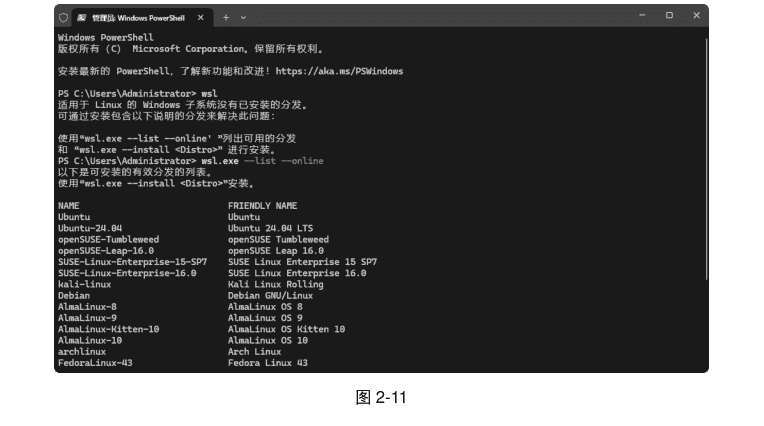 管理员: Windows PowerShell
Windows PowerShell
版权所有 (C)  Microsoft Corporation。保留所有权利。
安装最新的 PowerShell，了解新功能和改进！https://aka.ms/PSWindows
PS C:\Users\Administrator> wsl
适用于 Linux 的 Windows 子系统没有已安装的分发。
可通过安装包含以下说明的分发来解决此问题：
使用“wsl.exe --list --online' ”列出可用的分发
和 “wsl.exe --install <Distro>” 进行安装。
PS C:\Users\Administrator> wsl.exe --list --online
以下是可安装的有效分发的列表。
使用“wsl.exe --install <Distro>”安装。
NAME                            FRIENDLY NAME
Ubuntu                          Ubuntu
Ubuntu-24.04                    Ubuntu 24.04 LTS
openSUSE-Tumbleweed             openSUSE Tumbleweed
openSUSE-Leap-16.0              openSUSE Leap 16.0
SUSE-Linux-Enterprise-15-SP7    SUSE Linux Enterprise 15 SP7
SUSE-Linux-Enterprise-16.0      SUSE Linux Enterprise 16.0
kali-linux                      Kali Linux Rolling
Debian                          Debian GNU/Linux
AlmaLinux-8                     AlmaLinux OS 8
AlmaLinux-9                     AlmaLinux OS 9
AlmaLinux-Kitten-10             AlmaLinux OS Kitten 10
AlmaLinux-10                    AlmaLinux OS 10
archlinux                       Arch Linux
FedoraLinux-43                  Fedora Linux 43
图 2-11